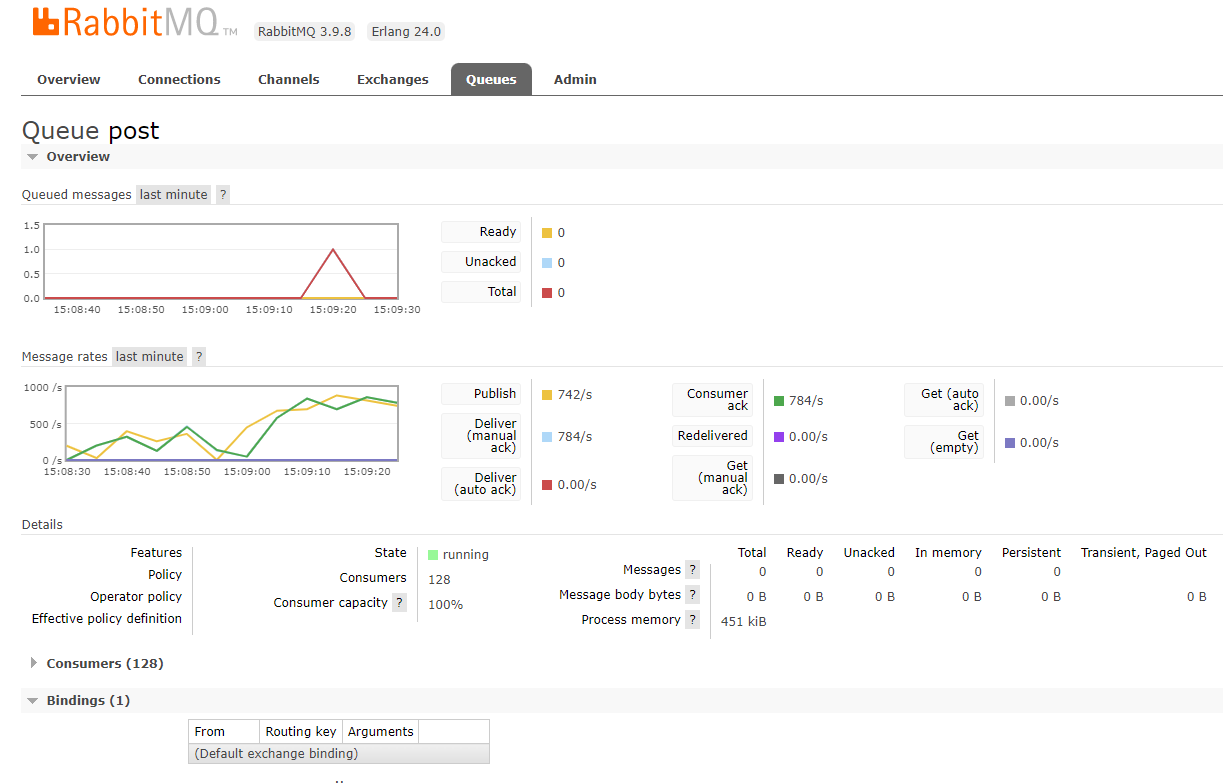 RabbitMQ TM RabbitMQ 3.9.8 Erlang 24.0
Overview Connections Channels Exchanges Queues Admin
Queue post
Overview
Queued messages last minute ?
1.5
1.0
0.5
0.0
15:08:40 15:08:50 15:09:00 15:09:10 15:09:20 15:09:30
Ready 0
Unacked 0
Total 0
Message rates last minute ?
1000 /s
500 /s
0 /s
15:08:30 15:08:40 15:08:50 15:09:00 15:09:10 15:09:20
Publish 742/s
Deliver
(manual 784/s
ack)
Deliver
(auto ack) 0.00/s
Consumer
ack 784/s
Redelivered 0.00/s
Get
(manual 0.00/s
ack)
Get (auto
ack) 0.00/s
Get
(empty) 0.00/s
Details
Features
Policy
Operator policy
Effective policy definition
State running
Consumers 128
Consumer capacity ? 100%
Total Ready Unacked In memory Persistent Transient, Paged Out
Messages ? 0 0 0 0 0
Message body bytes ? 0 B 0 B 0 B 0 B 0 B 0 B
Process memory ? 451 kiB
Consumers (128)
Bindings (1)
From Routing key Arguments
(Default exchange binding)